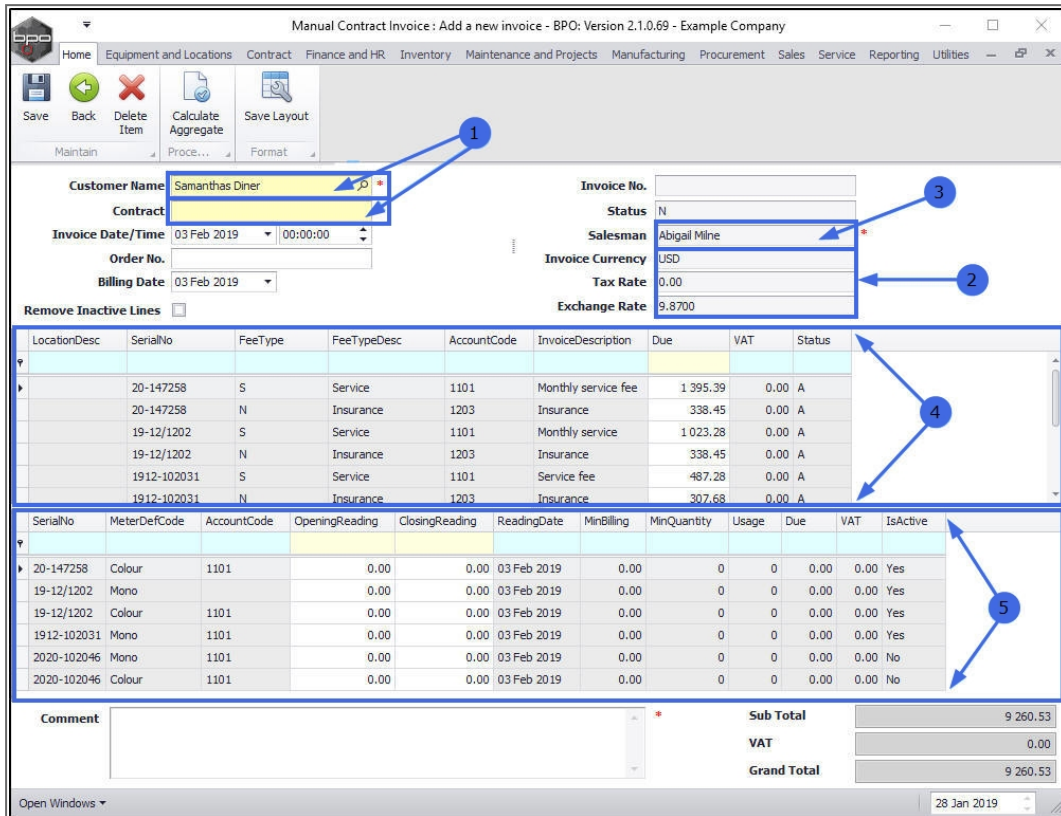 Manual Contract Invoice : Add a new invoice - BPO: Version 2.1.0.69 - Example Company
bpo
Home Equipment and Locations Contract Finance and HR Inventory Maintenance and Projects Manufacturing Procurement Sales Service Reporting Utilities
Save Back Delete Item Calculate Aggregate Save Layout
Maintain Proce... Format
1
Customer Name Samanthas Diner * Invoice No.
Contract Status N 3
Invoice Date/Time 03 Feb 2019 00:00:00 Salesman Abigail Milne *
Order No. Invoice Currency USD
Billing Date 03 Feb 2019 Tax Rate 0.00 2
Remove Inactive Lines Exchange Rate 9.8700
LocationDesc SerialNo FeeType FeeTypeDesc AccountCode InvoiceDescription Due VAT Status
20-147258 S Service 1101 Monthly service fee 1 395.39 0.00 A
20-147258 N Insurance 1203 Insurance 338.45 0.00 A
4
19-12/1202 S Service 1101 Monthly service 1 023.28 0.00 A
19-12/1202 N Insurance 1203 Insurance 338.45 0.00 A
1912-102031 S Service 1101 Service fee 487.28 0.00 A
1912-102031 N Insurance 1203 Insurance 307.68 0.00 A
SerialNo MeterDefCode AccountCode OpeningReading ClosingReading ReadingDate MinBilling MinQuantity Usage Due VAT IsActive
20-147258 Colour 1101 0.00 0.00 03 Feb 2019 0.00 0 0 0.00 0.00 Yes
19-12/1202 Mono 0.00 0.00 03 Feb 2019 0.00 0 0 0.00 0.00 Yes
19-12/1202 Colour 1101 0.00 0.00 03 Feb 2019 0.00 0 0 0.00 0.00 Yes
5
1912-102031 Mono 1101 0.00 0.00 03 Feb 2019 0.00 0 0 0.00 0.00 Yes
2020-102046 Mono 1101 0.00 0.00 03 Feb 2019 0.00 0 0 0.00 0.00 No
2020-102046 Colour 1101 0.00 0.00 03 Feb 2019 0.00 0 0 0.00 0.00 No
Comment * Sub Total 9 260.53
VAT 0.00
Grand Total 9 260.53
Open Windows 28 Jan 2019